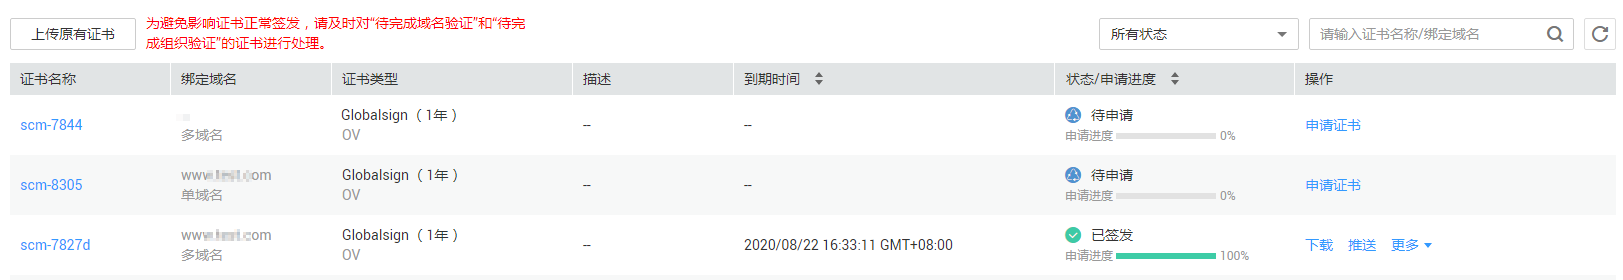 上传原有证书
为避免影响证书正常签发，请及时对“待完成域名验证”和“待完
成组织验证”的证书进行处理。
所有状态
请输入证书名称/绑定域名
证书名称 绑定域名 证书类型 描述 到期时间 状态/申请进度 操作
scm-7844
多域名
Globalsign（1年）
OV
--
--
待申请
申请进度 0%
申请证书
scm-8305
单域名
Globalsign（1年）
OV
--
--
待申请
申请进度 0%
申请证书
scm-7827d
多域名
Globalsign（1年）
OV
--
2020/08/22 16:33:11 GMT+08:00
已签发
申请进度 100%
下载 推送 更多